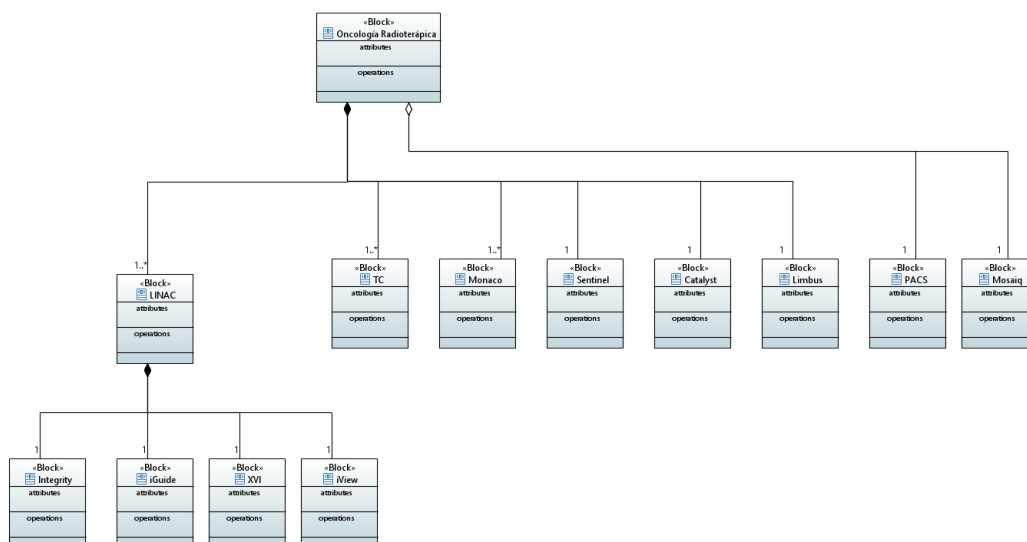 «Block»
Oncología Radioterápica
attributes
operations
1..*
1..*
1..*
1
1
1
1
1
«Block»
LINAC
attributes
operations
«Block»
TC
attributes
operations
«Block»
Monaco
attributes
operations
«Block»
Sentinel
attributes
operations
«Block»
Catalyst
attributes
operations
«Block»
Limbus
attributes
operations
«Block»
PACS
attributes
operations
«Block»
Mosaiq
attributes
operations
1
1
1
1
«Block»
Integrity
attributes
operations
«Block»
iGuide
attributes
operations
«Block»
XVI
attributes
operations
«Block»
iView
attributes
operations